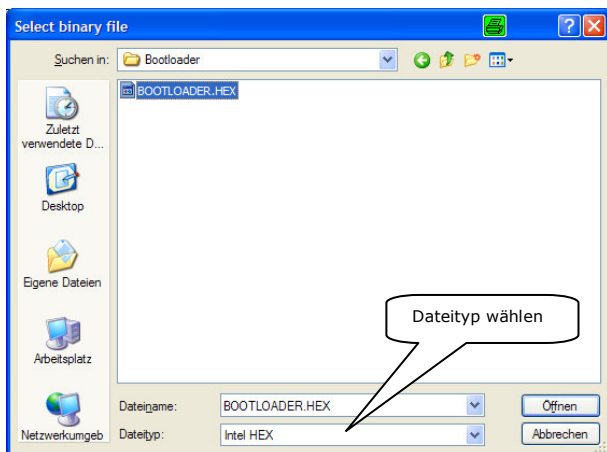 Select binary file
Suchen in:
Bootloader
BOOTLOADER.HEX
Zuletzt
verwendete D...
Desktop
Eigene Dateien
Arbeitsplatz
Netzwerkumgeb
Dateityp wählen
Dateiname:
BOOTLOADER.HEX
Öffnen
Dateityp:
Intel HEX
Abbrechen